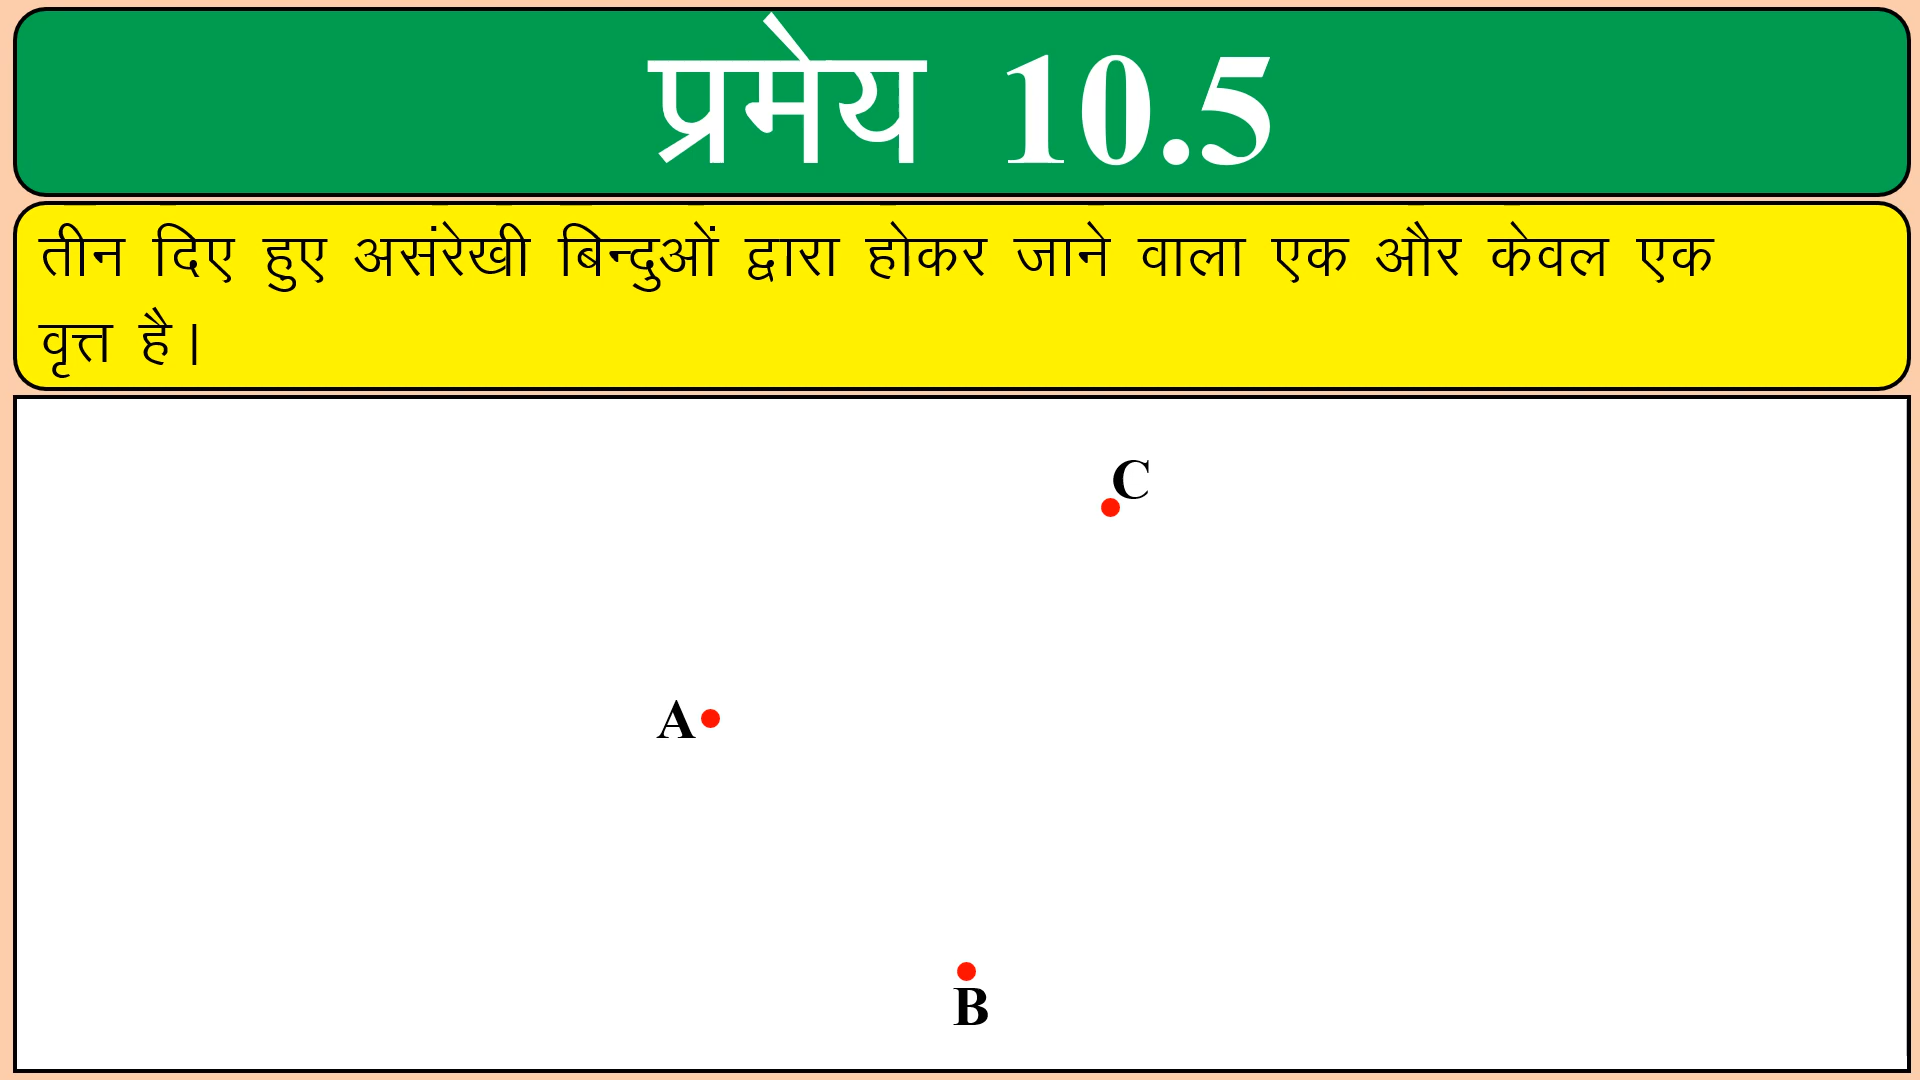 प्रमेय 10.5
तीन दिए हुए असंरेखी बिन्दुओं द्वारा होकर जाने वाला एक और केवल एक
वृत्त है।
C
A
B